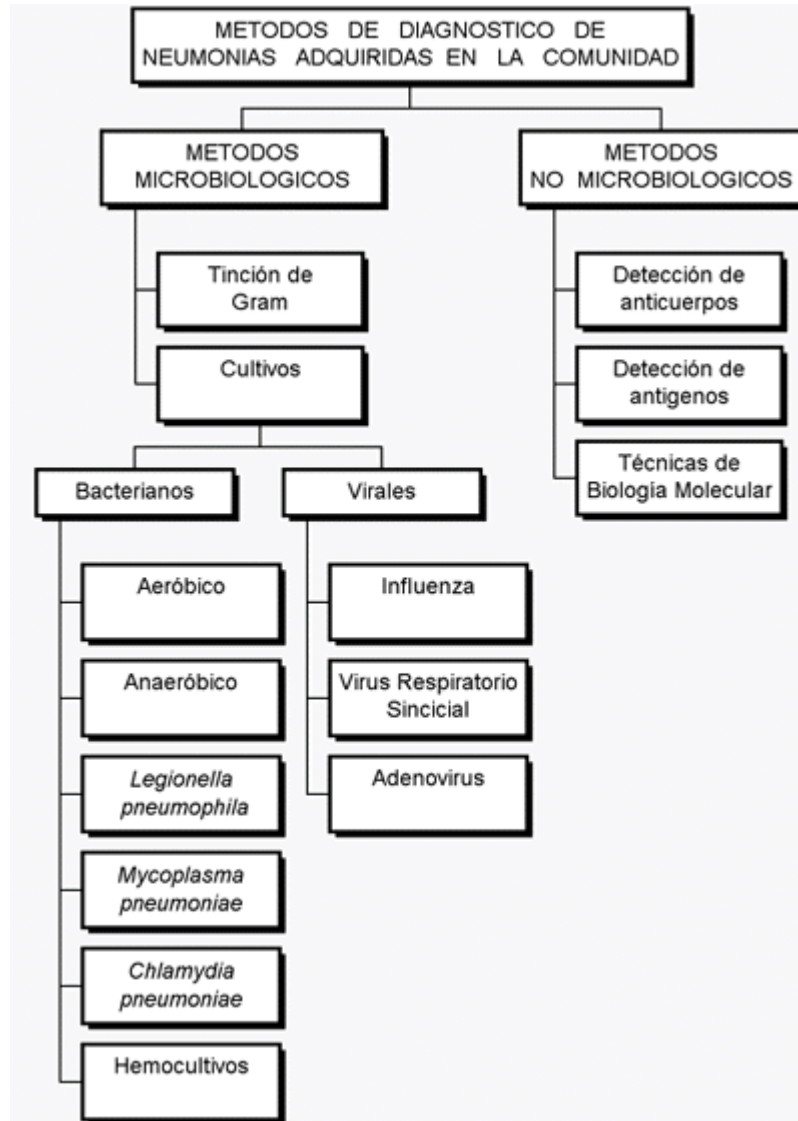 METODOS DE DIAGNOSTICO DE
NEUMONIAS ADQUIRIDAS EN LA COMUNIDAD
METODOS
MICROBIOLOGICOS
METODOS
NO MICROBIOLOGICOS
Tinción de
Gram
Cultivos
Detección de
anticuerpos
Detección de
antigenos
Técnicas de
Biología Molecular
Bacterianos
Virales
Aeróbico
Anaeróbico
Legionella
pneumophila
Mycoplasma
pneumoniae
Chlamydia
pneumoniae
Hemocultivos
Influenza
Virus Respiratorio
Sincicial
Adenovirus